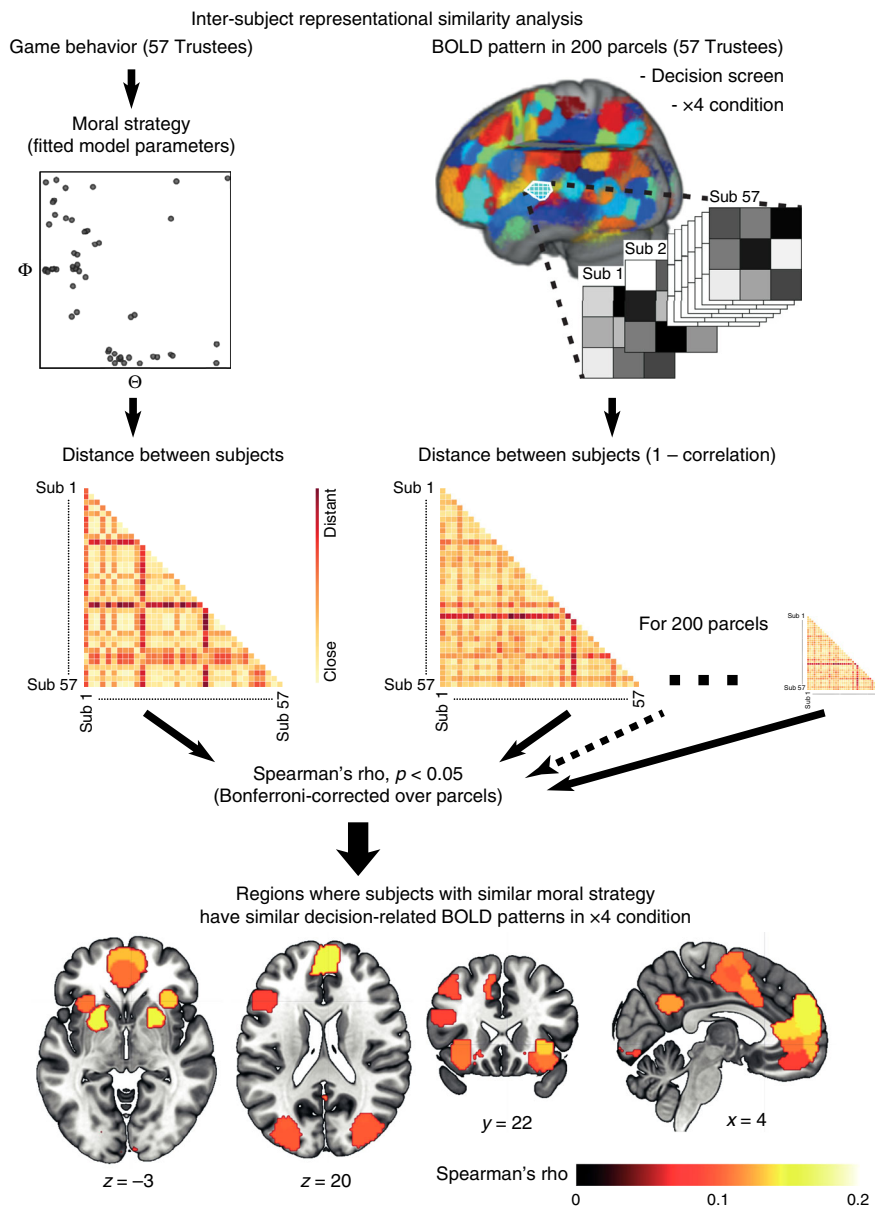 Inter-subject representational similarity analysis
Game behavior (57 Trustees)
BOLD pattern in 200 parcels (57 Trustees)
- Decision screen
- ×4 condition
Moral strategy
(fitted model parameters)
Φ
Θ
Sub 1
Sub 2
Sub 57
Distance between subjects
Sub 1
Sub 57
Sub 1
Sub 57
Distant
Close
Distance between subjects (1 – correlation)
Sub 1
Sub 57
Sub 1
57
For 200 parcels
Sub 1
Sub 57
Sub 1
57
Spearman's rho, p < 0.05
(Bonferroni-corrected over parcels)
Regions where subjects with similar moral strategy
have similar decision-related BOLD patterns in ×4 condition
z = –3
z = 20
y = 22
x = 4
Spearman's rho
0
0.1
0.2